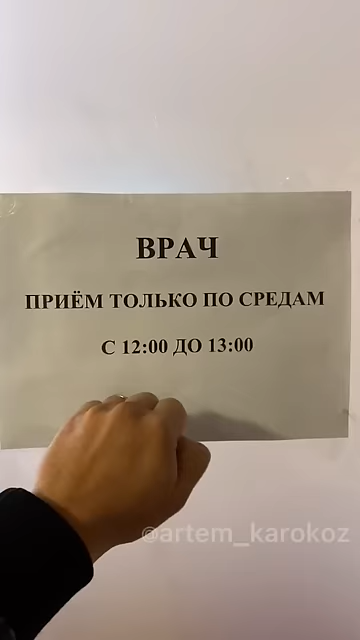 ВРАЧ
ПРИЁМ ТОЛЬКО ПО СРЕДАМ
С 12:00 ДО 13:00
@artem_karokoz